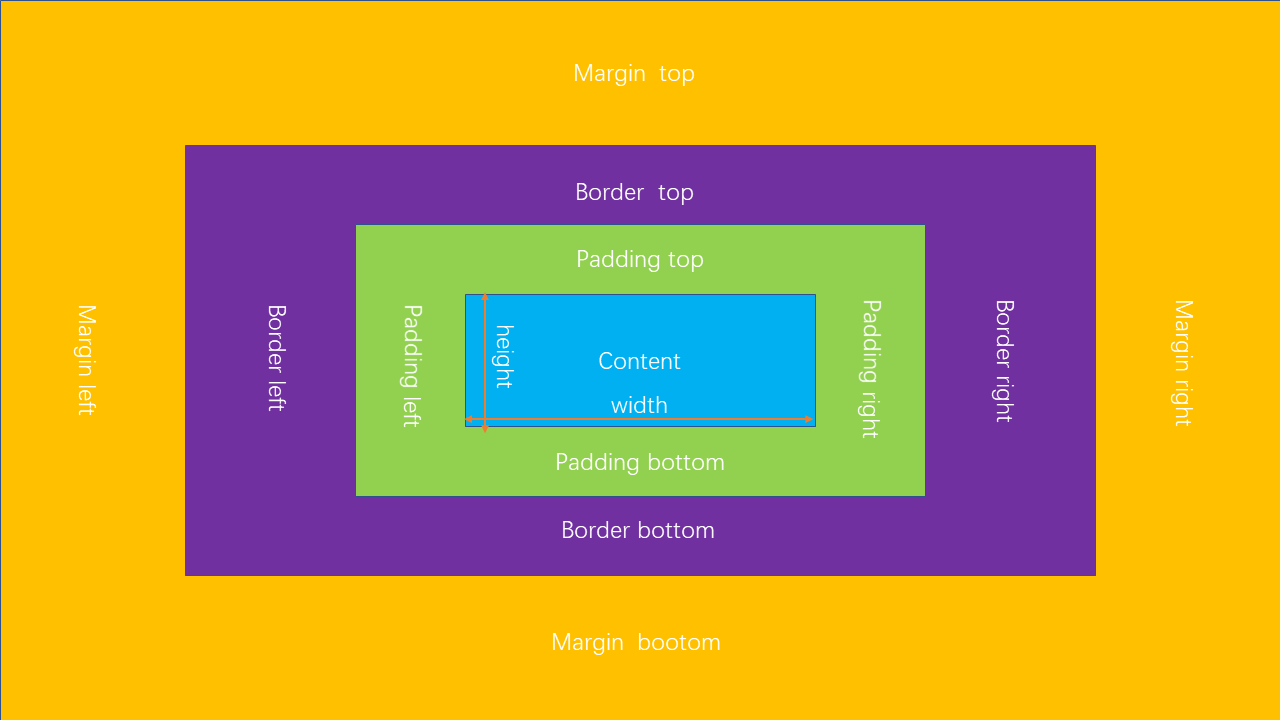 Margin top
Border top
Padding top
Margin left
Border left
Padding left
height
Content
width
Padding right
Border right
Margin right
Padding bottom
Border bottom
Margin bootom